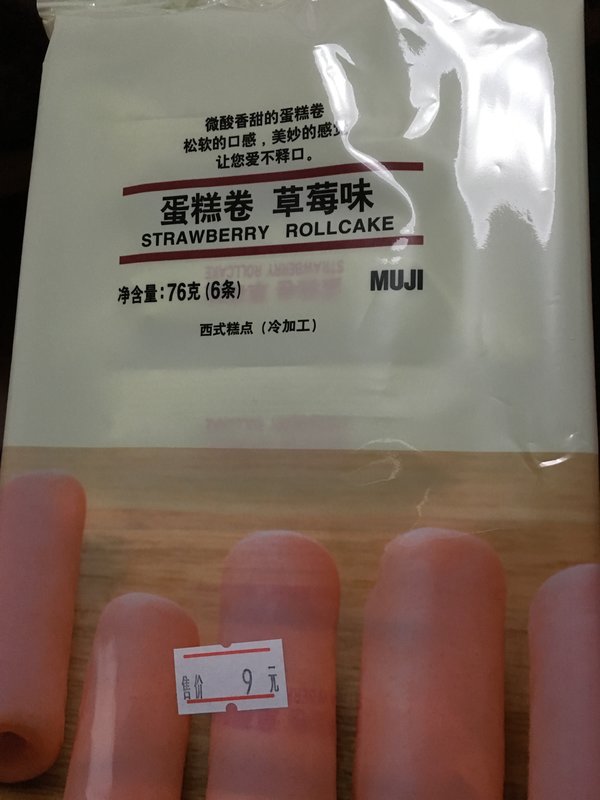 微酸香甜的蛋糕卷
松软的口感，美妙的感
让您爱不释口。
蛋糕卷 草莓味
STRAWBERRY ROLLCAKE
净含量：76克 (6条)
MUJI
西式糕点（冷加工）
售价 9 元